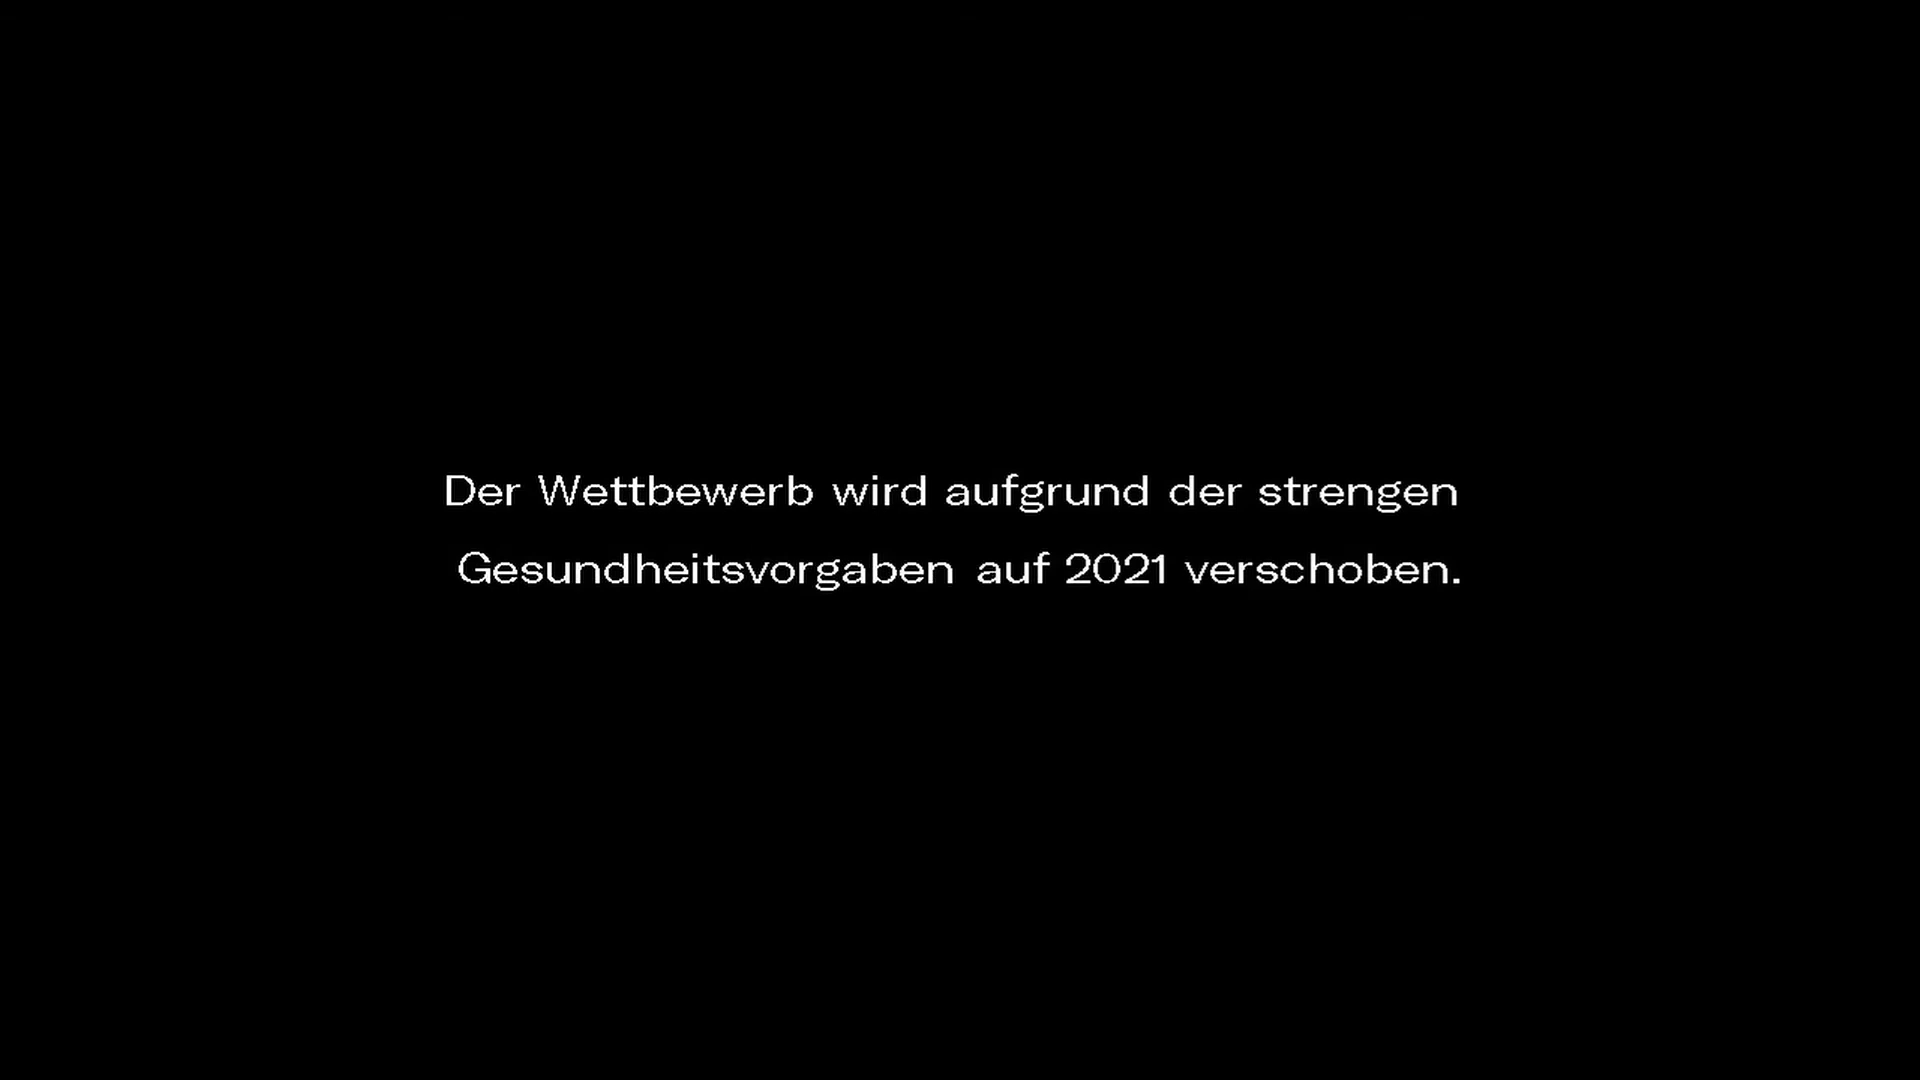 Der Wettbewerb wird aufgrund der strengen
Gesundheitsvorgaben auf 2021 verschoben.